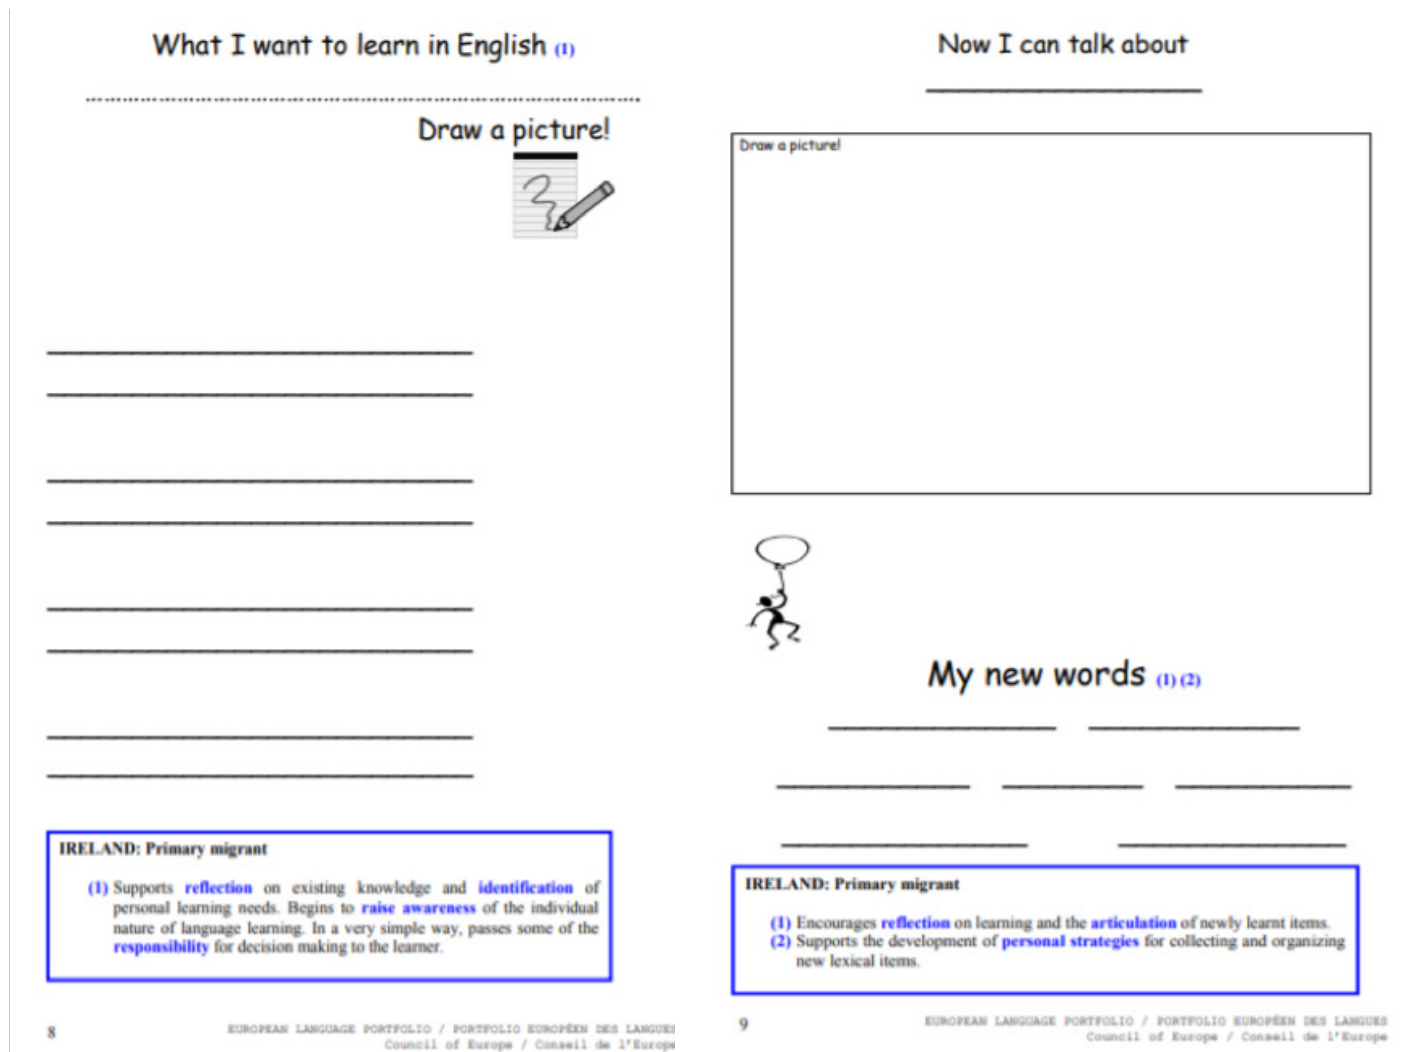 What I want to learn in English (1)
Draw a picture!
IRELAND: Primary migrant
(1) Supports reflection on existing knowledge and identification of
personal learning needs. Begins to raise awareness of the individual
nature of language learning. In a very simple way, passes some of the
responsibility for decision making to the learner.
8
EUROPEAN LANGUAGE PORTFOLIO / PORTFOLIO EUROPÉEN DES LANGUES
Council of Europe / Conseil de l'Europe
Now I can talk about
Draw a picture!
My new words (1) (2)
IRELAND: Primary migrant
(1) Encourages reflection on learning and the articulation of newly learnt items.
(2) Supports the development of personal strategies for collecting and organizing
new lexical items.
9
EUROPEAN LANGUAGE PORTFOLIO / PORTFOLIO EUROPÉEN DES LANGUES
Council of Europe / Conseil de l'Europe